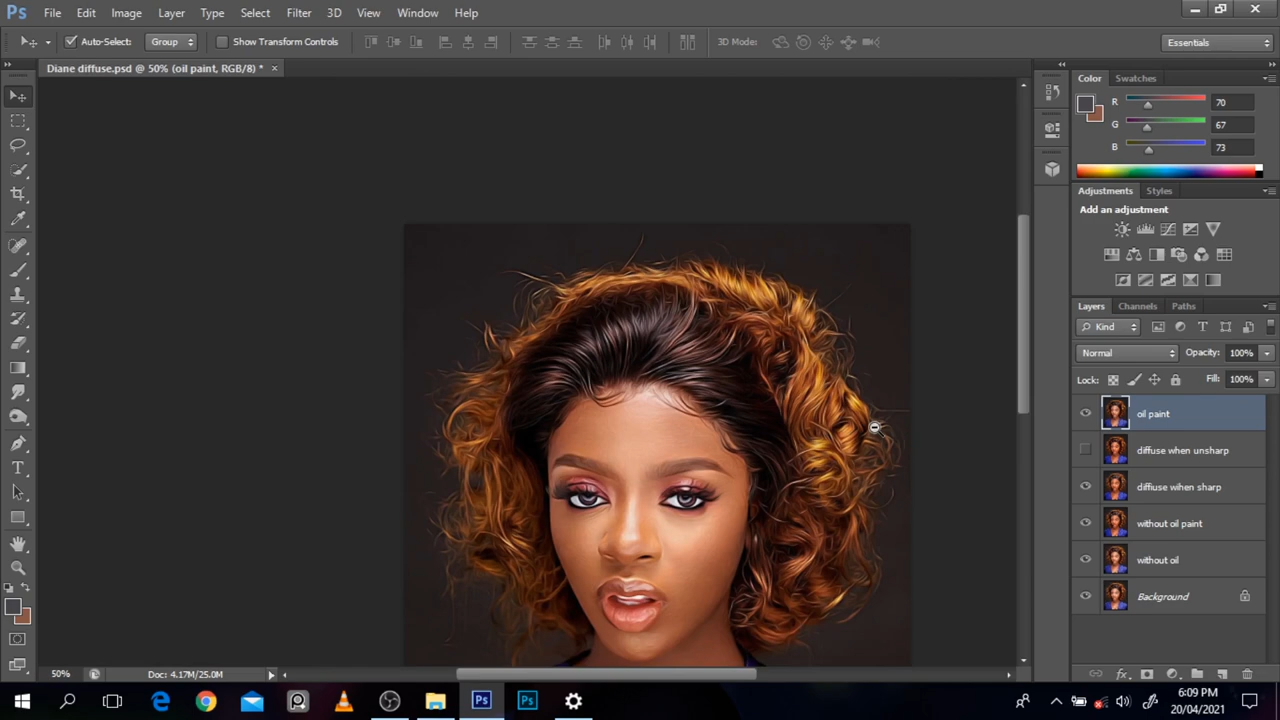 Ps File Edit Image Layer Type Select Filter 3D View Window Help
Auto-Select: Group Show Transform Controls 3D Mode: Essentials
Diane diffuse.psd @ 50% (oil paint, RGB/8) * ×
Color Swatches
R 70
G 67
B 73
Adjustments Styles
Add an adjustment
Layers Channels Paths
Kind
Normal Opacity: 100%
Lock: Fill: 100%
oil paint
diffuse when unsharp
diffiuse wihen sharp
without oil paint
without oil
Background
50% Doc: 4.17M/25.0M
Ps Ps
6:09 PM
20/04/2021